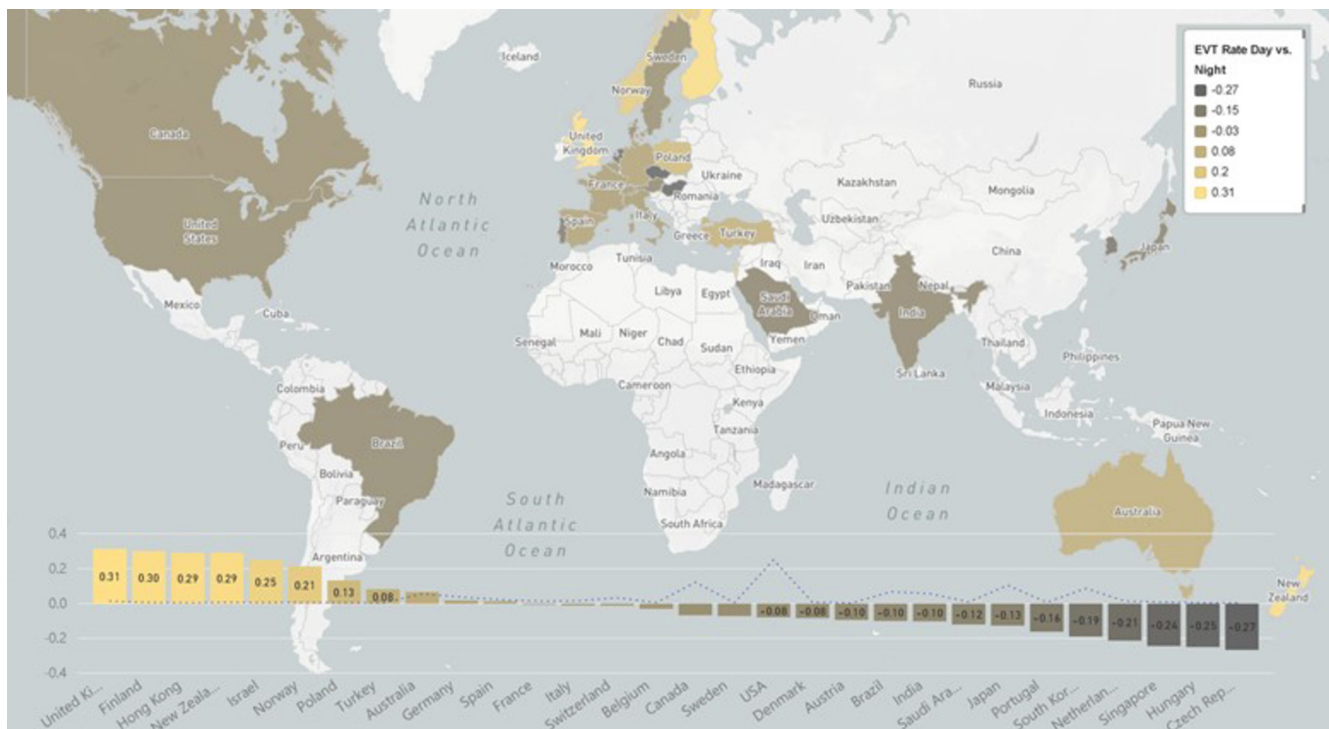 EVT Rate Day vs.
Night
-0.27
-0.15
-0.03
0.08
0.2
0.31
Iceland
Sweden
Norway
Russia
Canada
United
Kingdom
Poland
Ukraine
Kazakhstan
Mongolia
France
Romania
United
States
Spain
Italy
Greece
Turkey
Uzbekistan
China
Japan
North
Atlantic
Ocean
Morocco
Tunisia
Iraq
Iran
Pakistan
Nepal
Mexico
Cuba
Libya
Egypt
Saudi
Arabia
Oman
India
Mali
Niger
Chad
Sudan
Yemen
Thailand
Philippines
Senegal
Ethiopia
Sri Lanka
Malaysia
Colombia
Cameroon
Kenya
Indonesia
Papua New
Guinea
Peru
Brazil
Tanzania
Bolivia
Angola
Madagascar
Paraguay
Namibia
South
Atlantic
Ocean
Indian
Ocean
Australia
South Africa
Argentina
New
Zealand
0.4
0.2
0.0
-0.2
-0.4
0.31
0.30
0.29
0.29
0.25
0.21
0.13
0.08
-0.08
-0.08
-0.10
-0.10
-0.10
-0.12
-0.13
-0.16
-0.19
-0.21
-0.24
-0.25
-0.27
United Ki...
Finland
Hong Kong
New Zeala...
Israel
Norway
Poland
Turkey
Australia
Germany
Spain
France
Italy
Switzerland
Belgium
Canada
Sweden
USA
Denmark
Austria
Brazil
India
Saudi Ara...
Japan
Portugal
South Kor...
Netherlan...
Singapore
Hungary
Czech Rep...